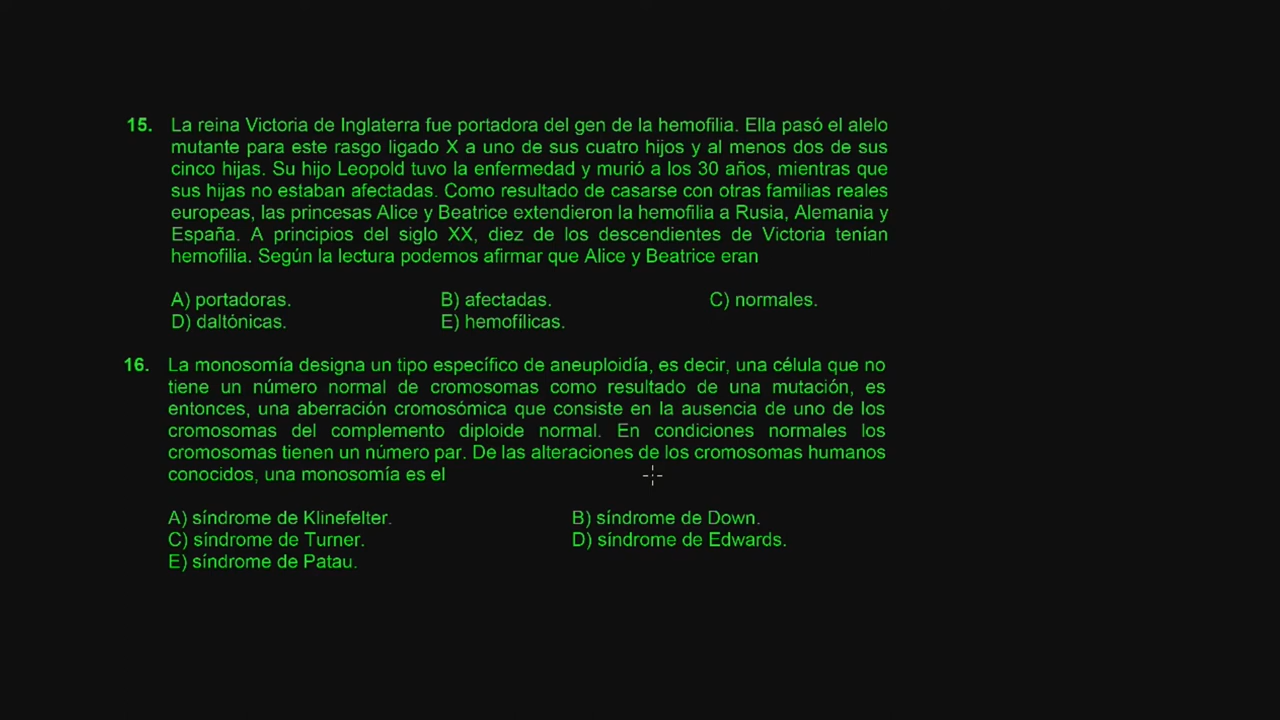 15. La reina Victoria de Inglaterra fue portadora del gen de la hemofilia. Ella pasó el alelo
mutante para este rasgo ligado X a uno de sus cuatro hijos y al menos dos de sus
cinco hijas. Su hijo Leopold tuvo la enfermedad y murió a los 30 años, mientras que
sus hijas no estaban afectadas. Como resultado de casarse con otras familias reales
europeas, las princesas Alice y Beatrice extendieron la hemofilia a Rusia, Alemania y
España. A principios del siglo XX, diez de los descendientes de Victoria tenían
hemofilia. Según la lectura podemos afirmar que Alice y Beatrice eran
A) portadoras. B) afectadas. C) normales.
D) daltónicas. E) hemofílicas.
16. La monosomía designa un tipo específico de aneuploidía, es decir, una célula que no
tiene un número normal de cromosomas como resultado de una mutación, es
entonces, una aberración cromosómica que consiste en la ausencia de uno de los
cromosomas del complemento diploide normal. En condiciones normales los
cromosomas tienen un número par. De las alteraciones de los cromosomas humanos
conocidos, una monosomía es el
A) síndrome de Klinefelter. B) síndrome de Down.
C) síndrome de Turner. D) síndrome de Edwards.
E) síndrome de Patau.